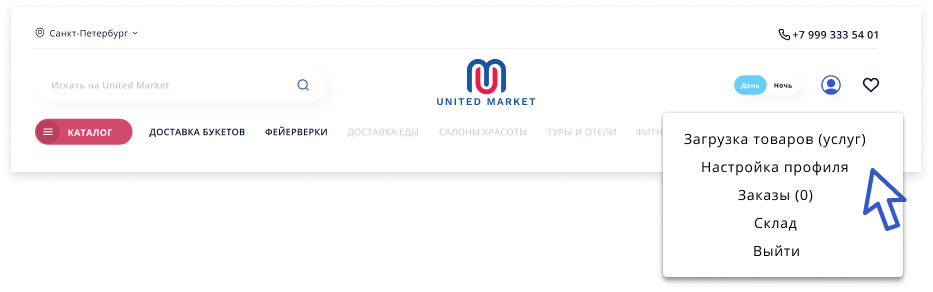 Санкт-Петербург
+7 999 333 54 01
Искать на United Market
UNITED MARKET
День
Ночь
КАТАЛОГ
ДОСТАВКА БУКЕТОВ
ФЕЙЕРВЕРКИ
ДОСТАВКА ЕДЫ
САЛОНЫ КРАСОТЫ
ТУРЫ И ОТЕЛИ
ФИТН
Загрузка товаров (услуг)
Настройка профиля
Заказы (0)
Склад
Выйти